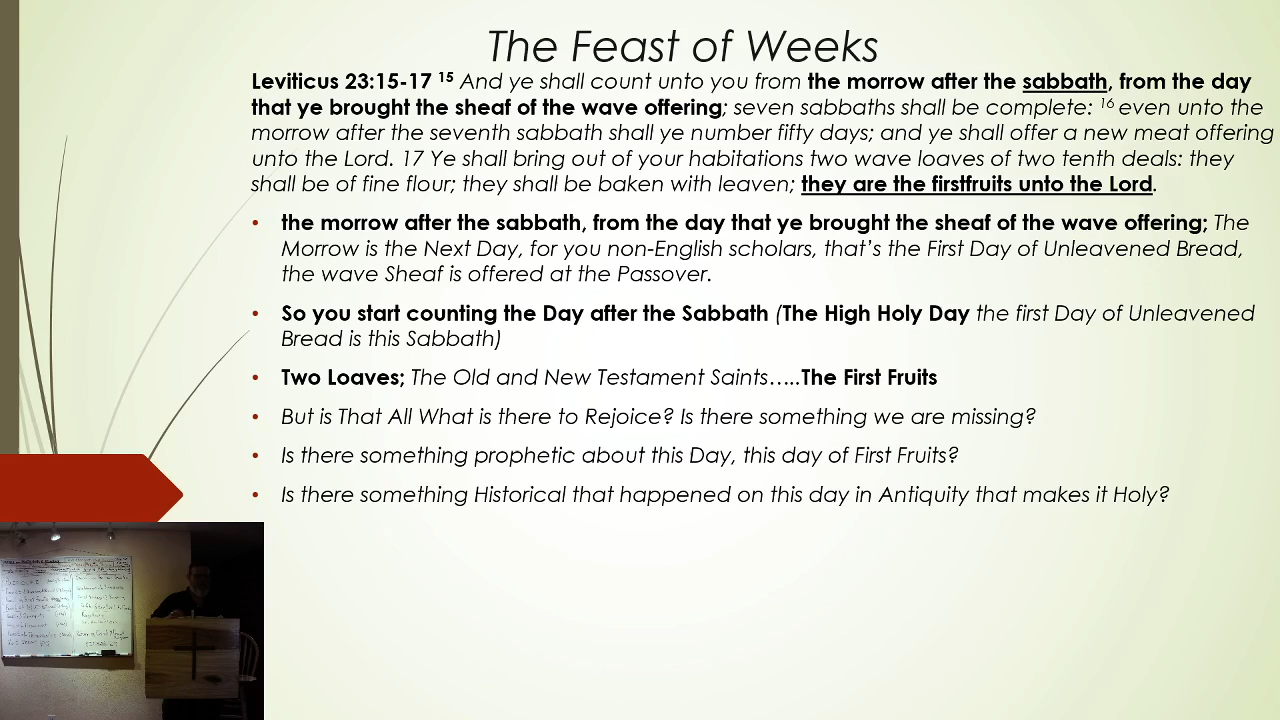 The Feast of Weeks
Leviticus 23:15-17 15 And ye shall count unto you from the morrow after the sabbath, from the day
that ye brought the sheaf of the wave offering; seven sabbaths shall be complete: 16 even unto the
morrow after the seventh sabbath shall ye number fifty days; and ye shall offer a new meat offering
unto the Lord. 17 Ye shall bring out of your habitations two wave loaves of two tenth deals: they
shall be of fine flour; they shall be baken with leaven; they are the firstfruits unto the Lord.
• the morrow after the sabbath, from the day that ye brought the sheaf of the wave offering; The
Morrow is the Next Day, for you non-English scholars, that’s the First Day of Unleavened Bread,
the wave Sheaf is offered at the Passover.
• So you start counting the Day after the Sabbath (The High Holy Day the first Day of Unleavened
Bread is this Sabbath)
• Two Loaves; The Old and New Testament Saints…..The First Fruits
• But is That All What is there to Rejoice? Is there something we are missing?
• Is there something prophetic about this Day, this day of First Fruits?
• Is there something Historical that happened on this day in Antiquity that makes it Holy?